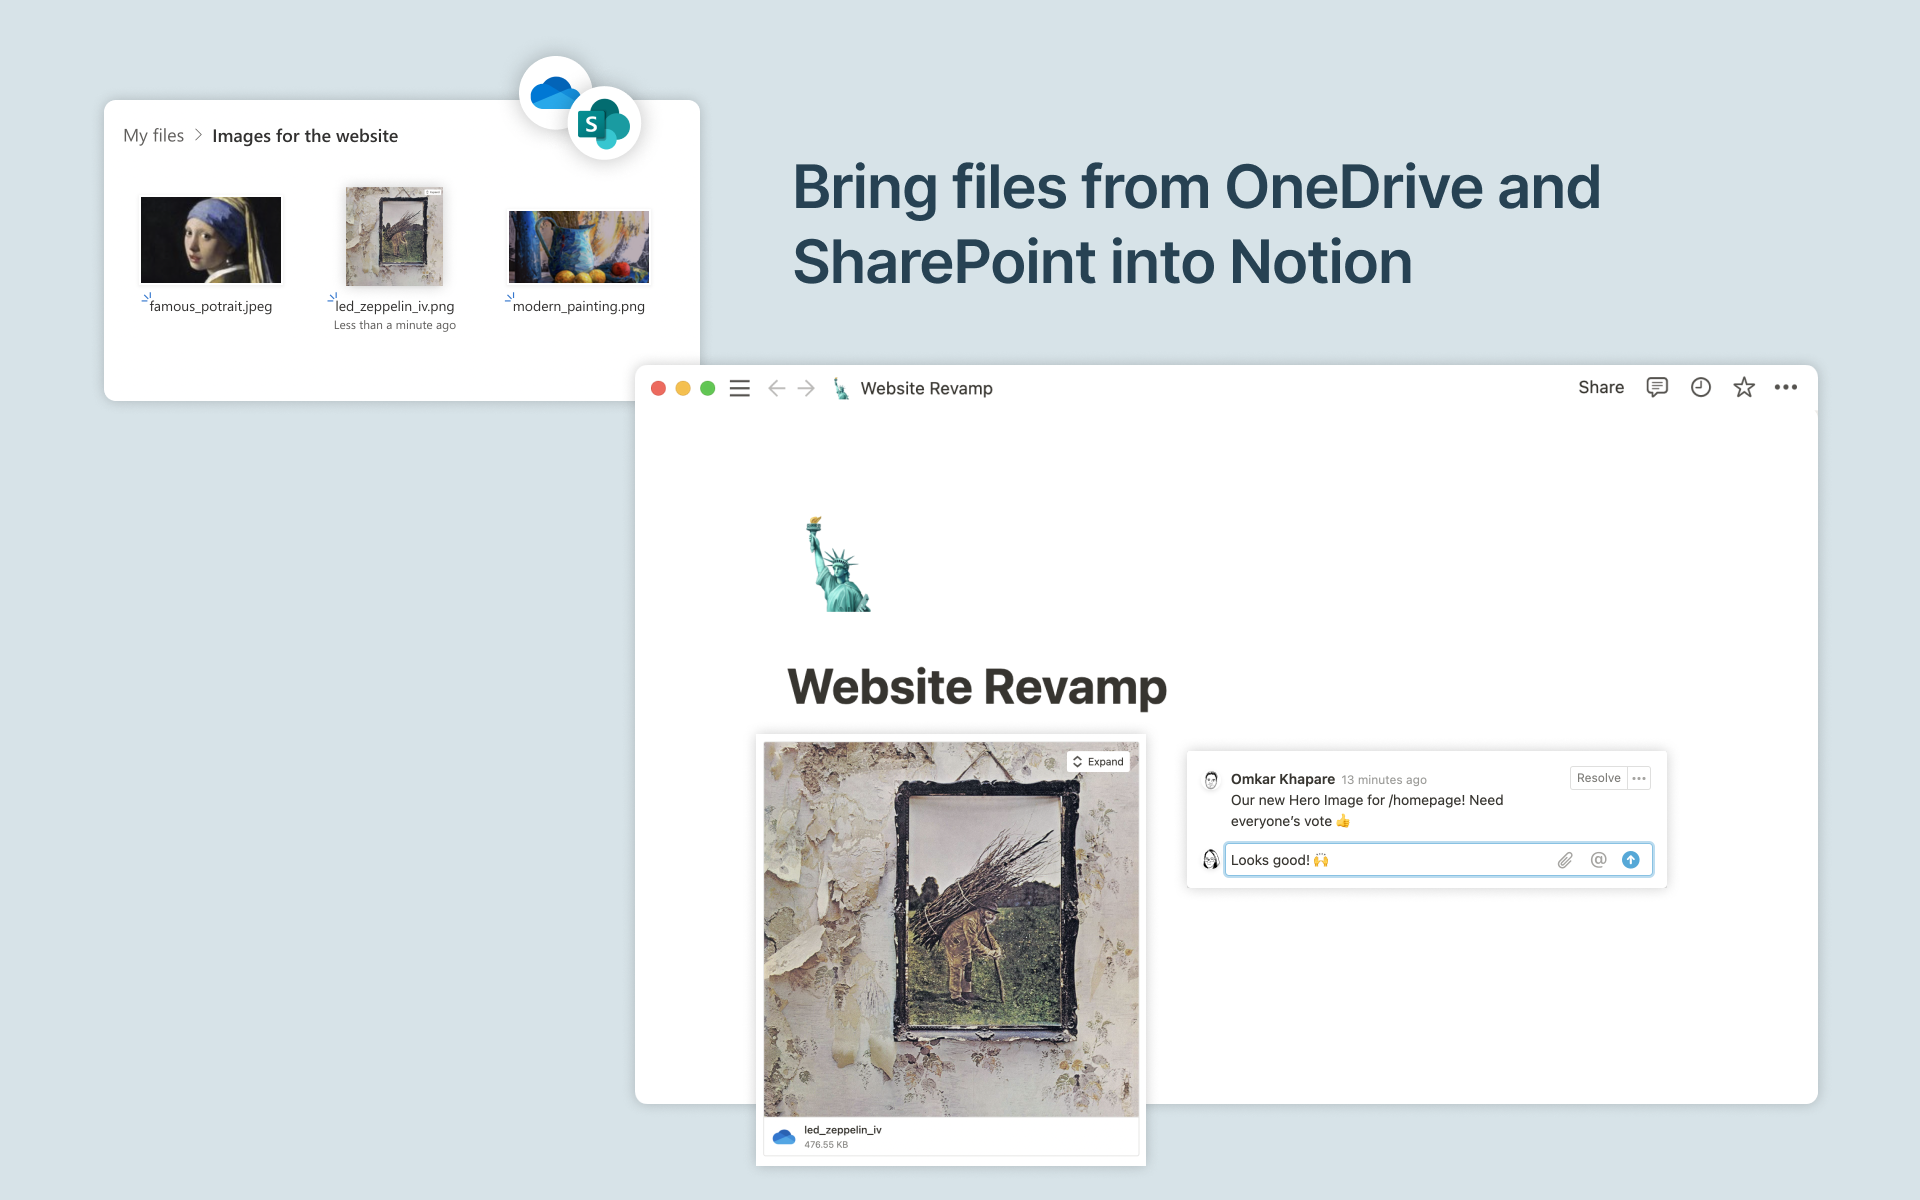 My files > Images for the website
S
famous_potrait.jpeg
led_zeppelin_iv.png
modern_painting.png
Less than a minute ago
Bring files from OneDrive and
SharePoint into Notion
Website Revamp
Share
Website Revamp
Expand
led_zeppelin_iv
476.55 KB
Omkar Khapare 13 minutes ago
Resolve
Our new Hero Image for /homepage! Need
everyone's vote 👍
Looks good! 🙌
@